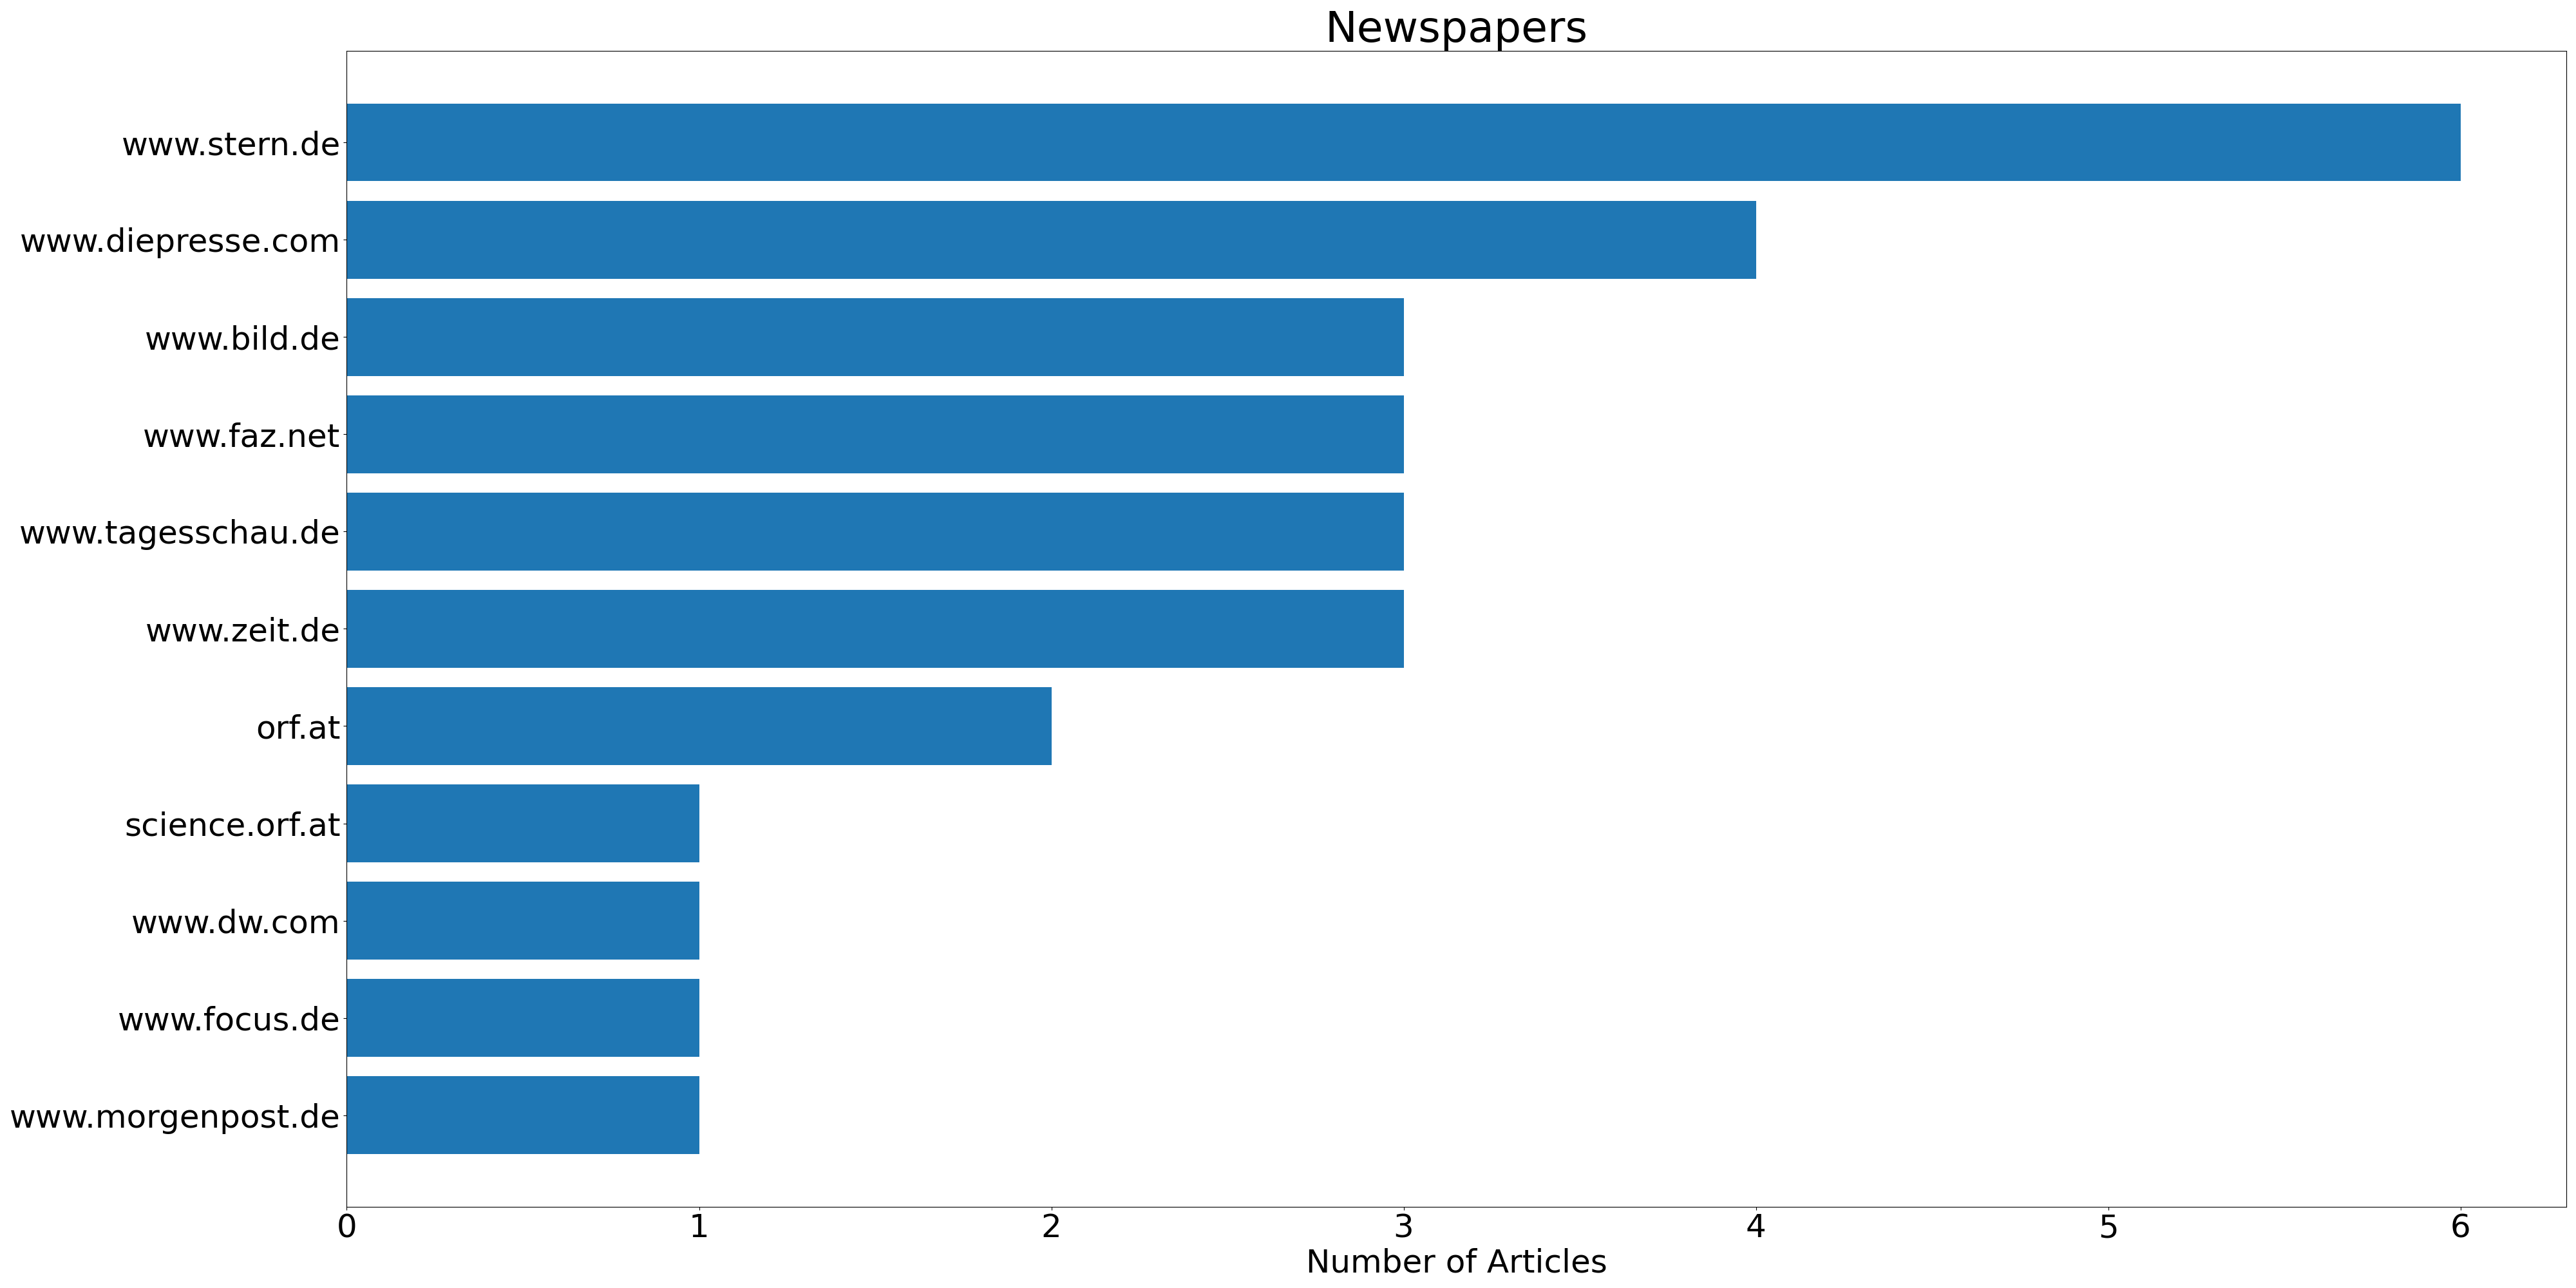 Newspapers
www.stern.de
www.diepresse.com
www.bild.de
www.faz.net
www.tagesschau.de
www.zeit.de
orf.at
science.orf.at
www.dw.com
www.focus.de
www.morgenpost.de
0 1 2 3 4 5 6
Number of Articles